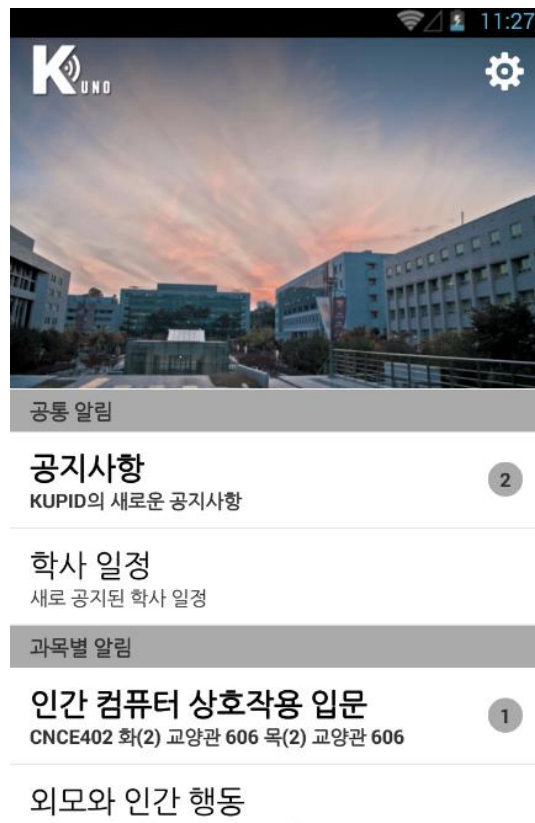 11:27
K UNO
공통 알림
공지사항
2
KUPID의 새로운 공지사항
학사 일정
새로 공지된 학사 일정
과목별 알림
인간 컴퓨터 상호작용 입문
1
CNCE402 화(2) 교양관 606 목(2) 교양관 606
외모와 인간 행동